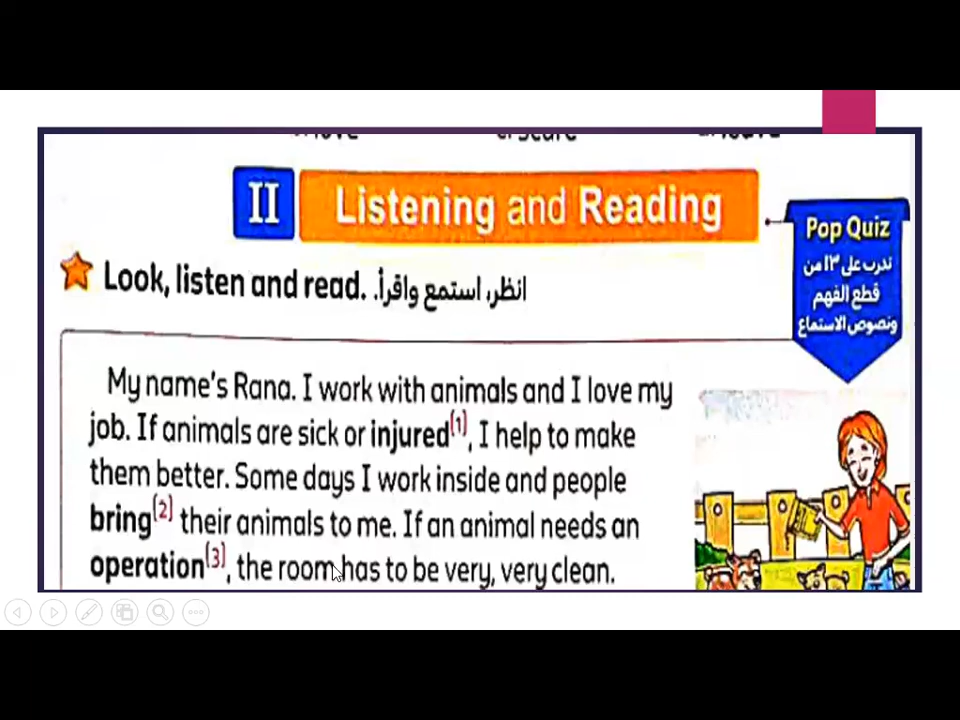 II Listening and Reading
Pop Quiz
تدرب على ١٣ من
قطع الفهم
ونصوص الاستماع
Look, listen and read. انظر، استمع واقرأ.
My name's Rana. I work with animals and I love my
job. If animals are sick or injured[1], I help to make
them better. Some days I work inside and people
bring[2] their animals to me. If an animal needs an
operation[3], the room has to be very, very clean.